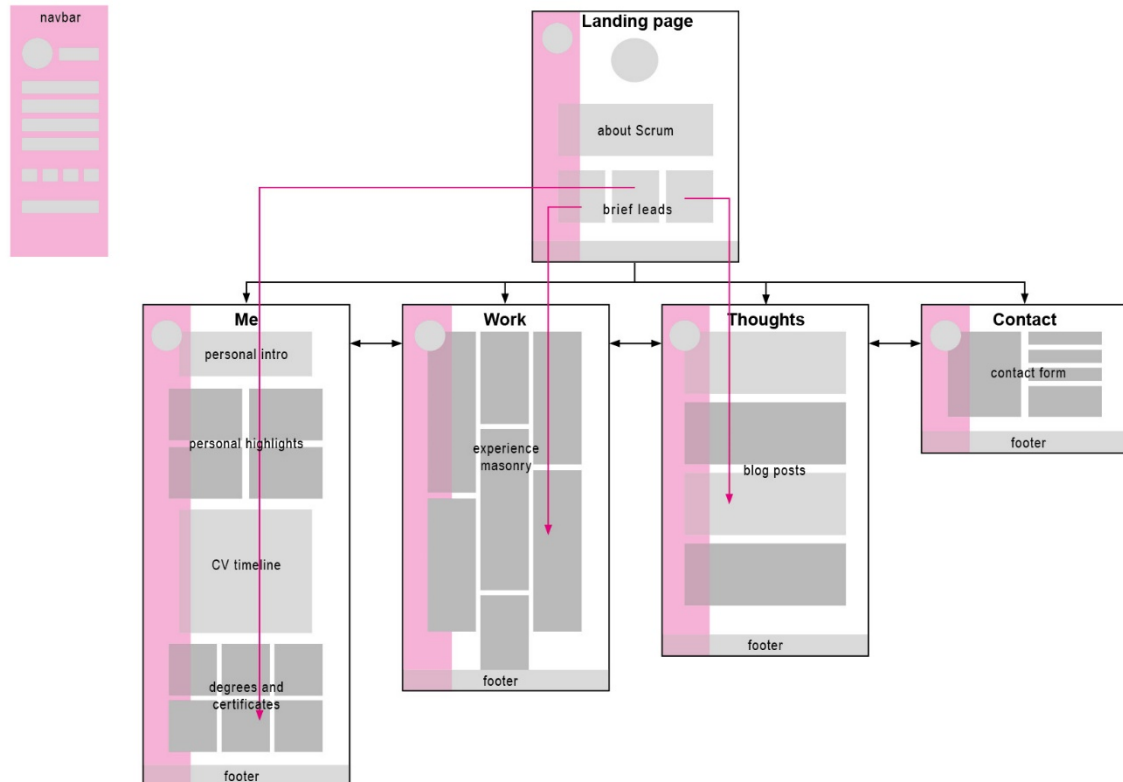 navbar
Landing page
about Scrum
brief leads
Me
personal intro
personal highlights
CV timeline
degrees and
certificates
footer
Work
experience
masonry
footer
Thoughts
blog posts
footer
Contact
contact form
footer